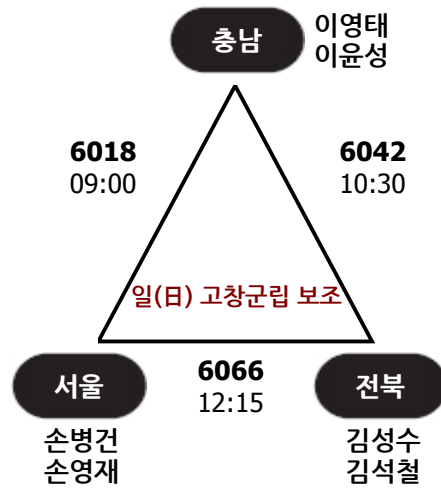 충남
이영태
이윤성
6018
09:00
6042
10:30
일(日) 고창군립 보조
서울
6066
12:15
전북
손병건
손영재
김성수
김석철